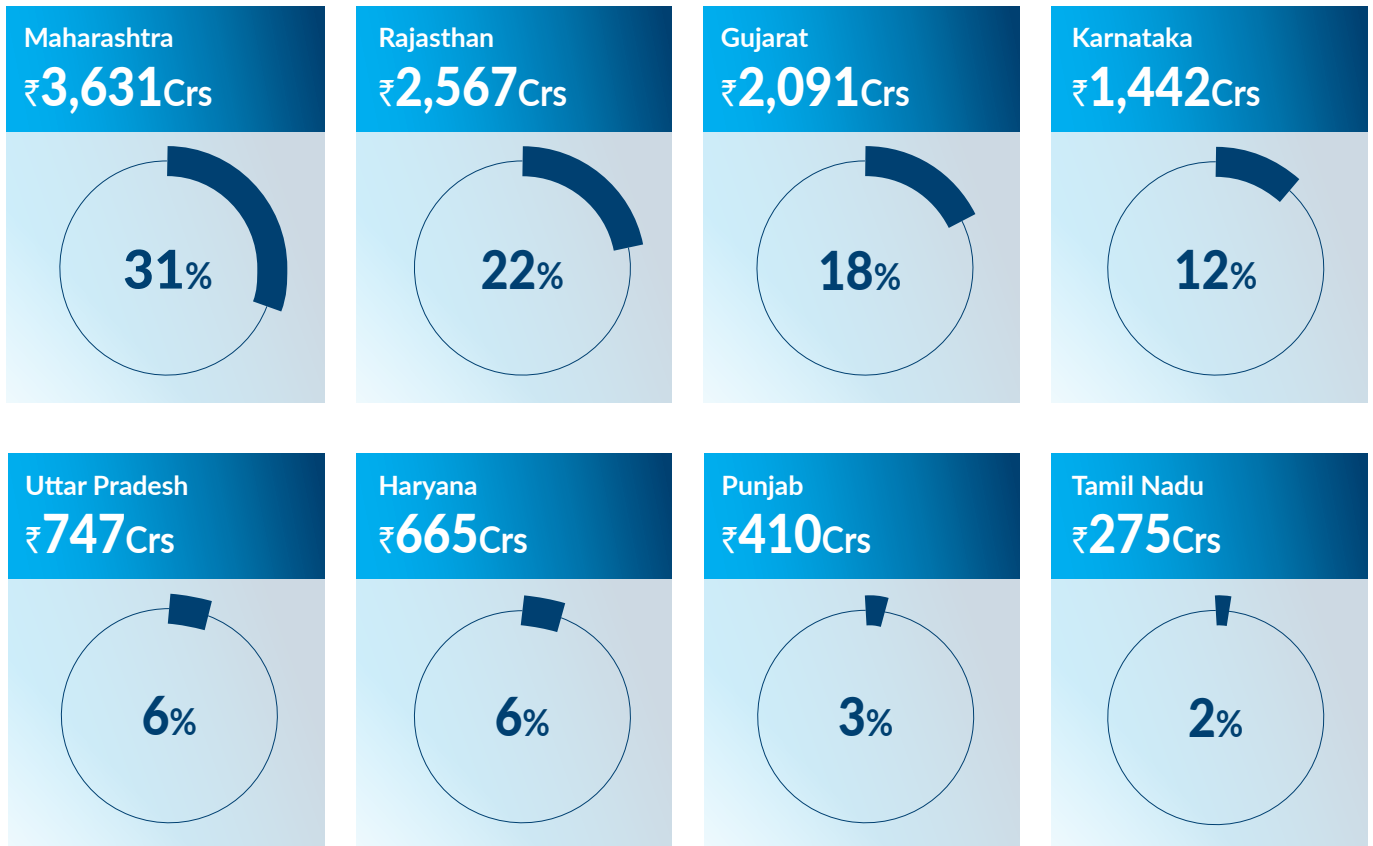 Maharashtra
₹3,631Crs
31%
Rajasthan
₹2,567Crs
22%
Gujarat
₹2,091Crs
18%
Karnataka
₹1,442Crs
12%
Uttar Pradesh
₹747Crs
6%
Haryana
₹665Crs
6%
Punjab
₹410Crs
3%
Tamil Nadu
₹275Crs
2%